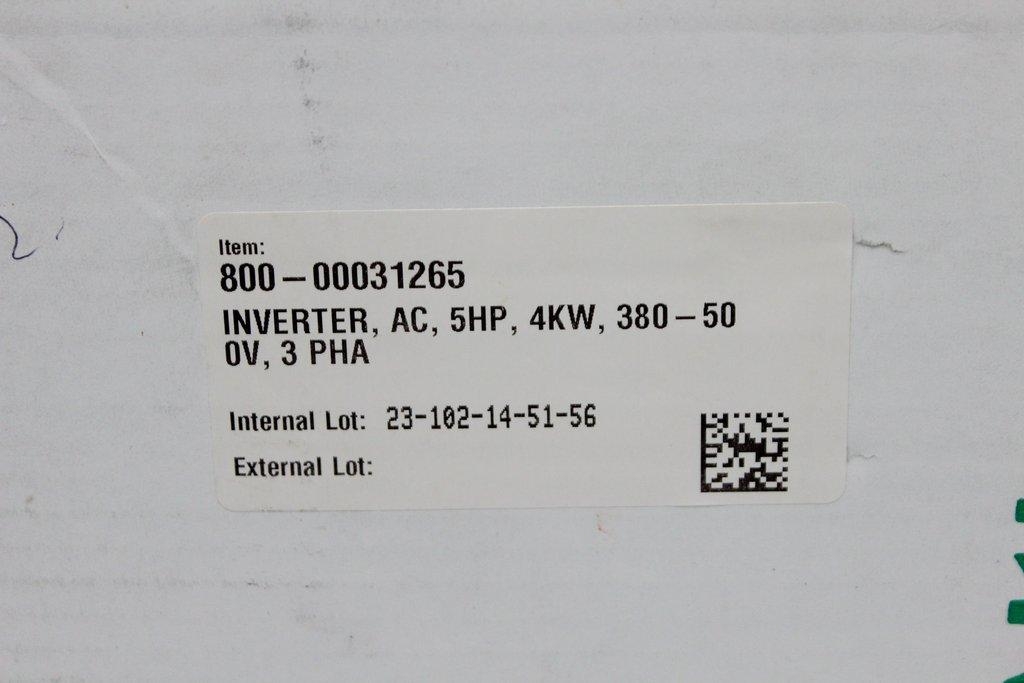 Item:
800-00031265
INVERTER, AC, 5HP, 4KW, 380-50
0V, 3 PHA
Internal Lot: 23-102-14-51-56
External Lot: